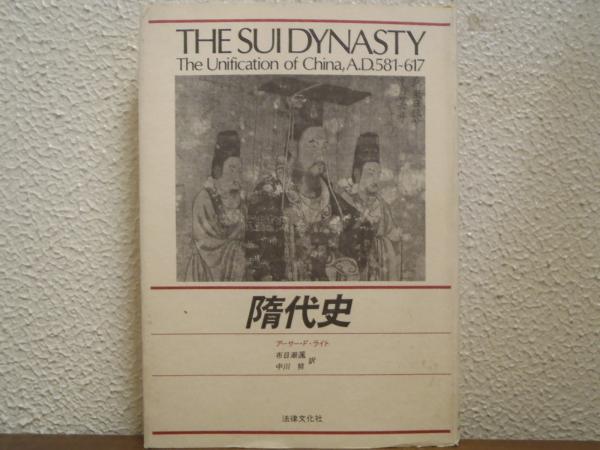 THE SUI DYNASTY
The Unification of China, A.D.581~617
隋代史
アーサー・F・ライト
布目潮渢
中川 努 訳
法律文化社